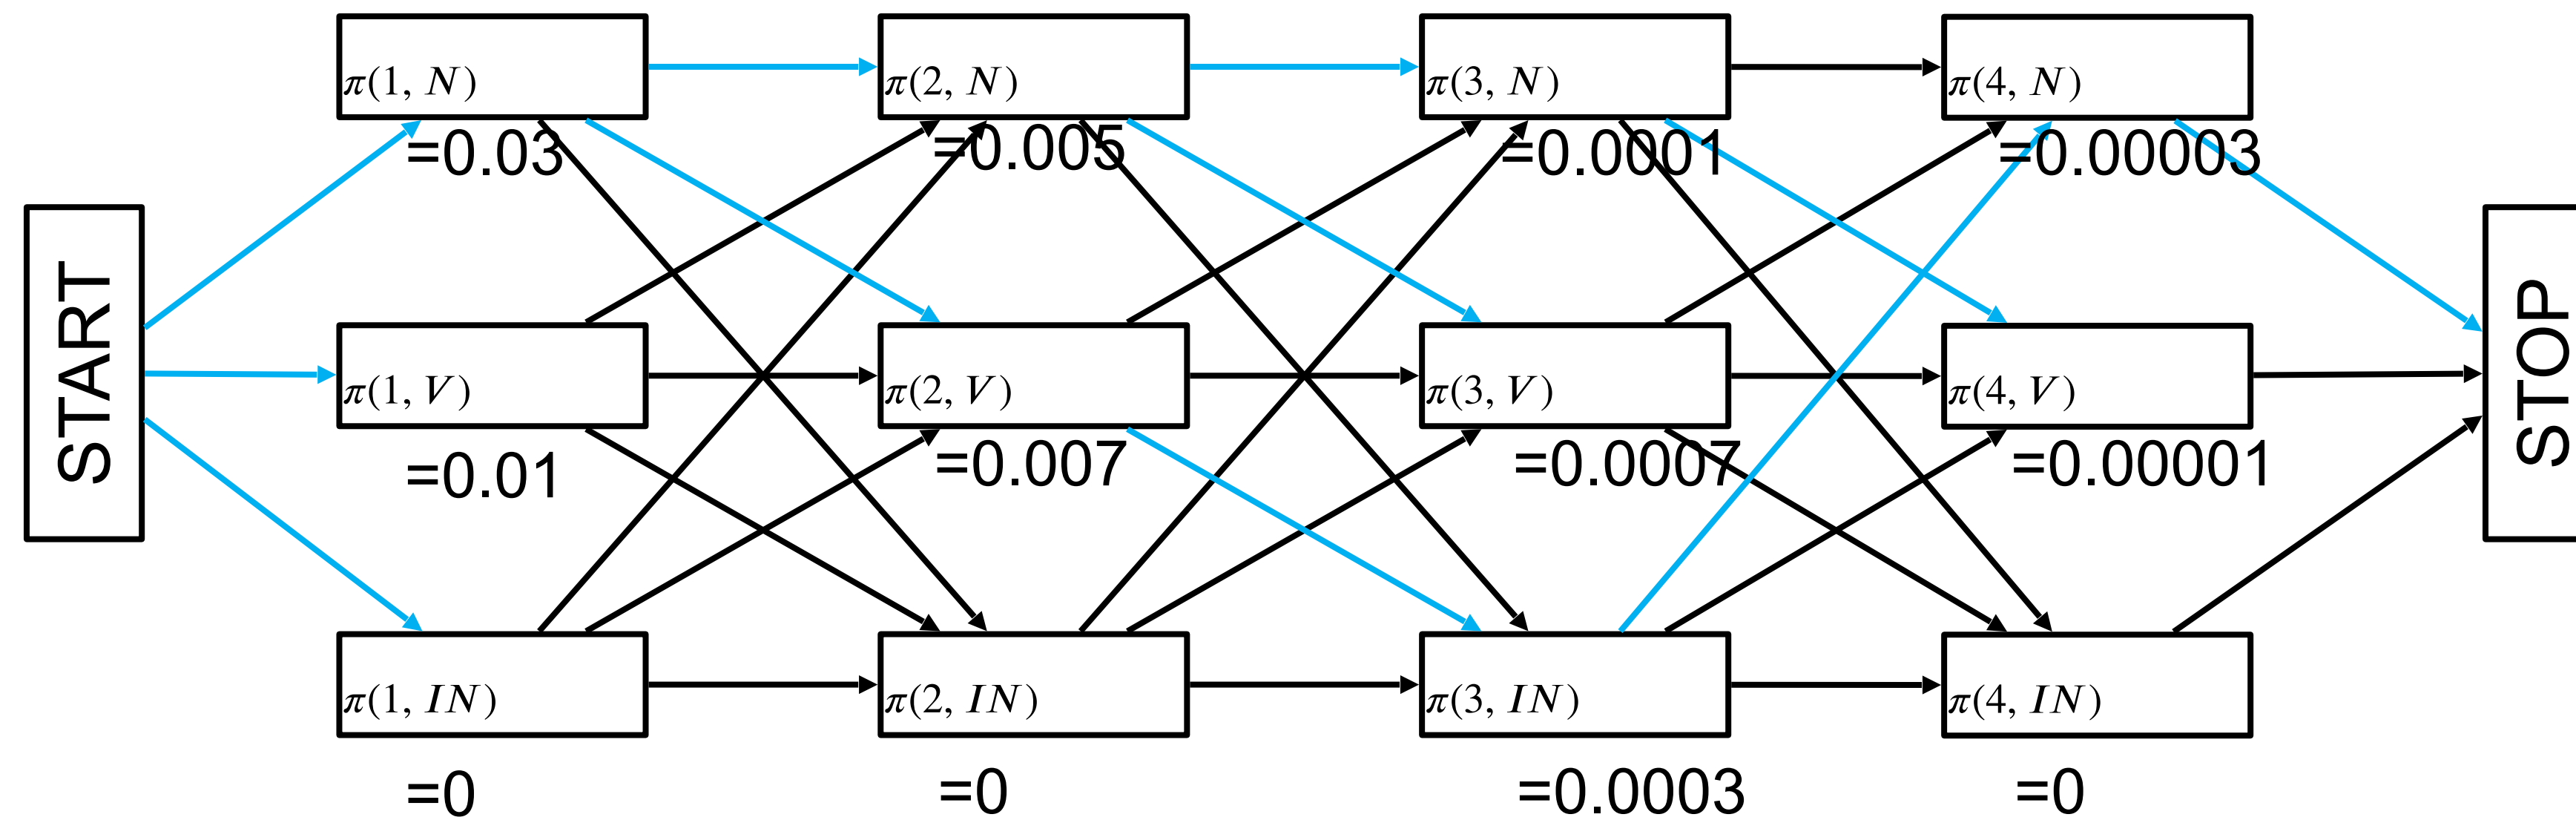 START
π(1, N)
=0.03
π(2, N)
=0.005
π(3, N)
=0.0001
π(4, N)
=0.00003
π(1, V)
=0.01
π(2, V)
=0.007
π(3, V)
=0.0007
π(4, V)
=0.00001
π(1, IN)
=0
π(2, IN)
=0
π(3, IN)
=0.0003
π(4, IN)
=0
STOP